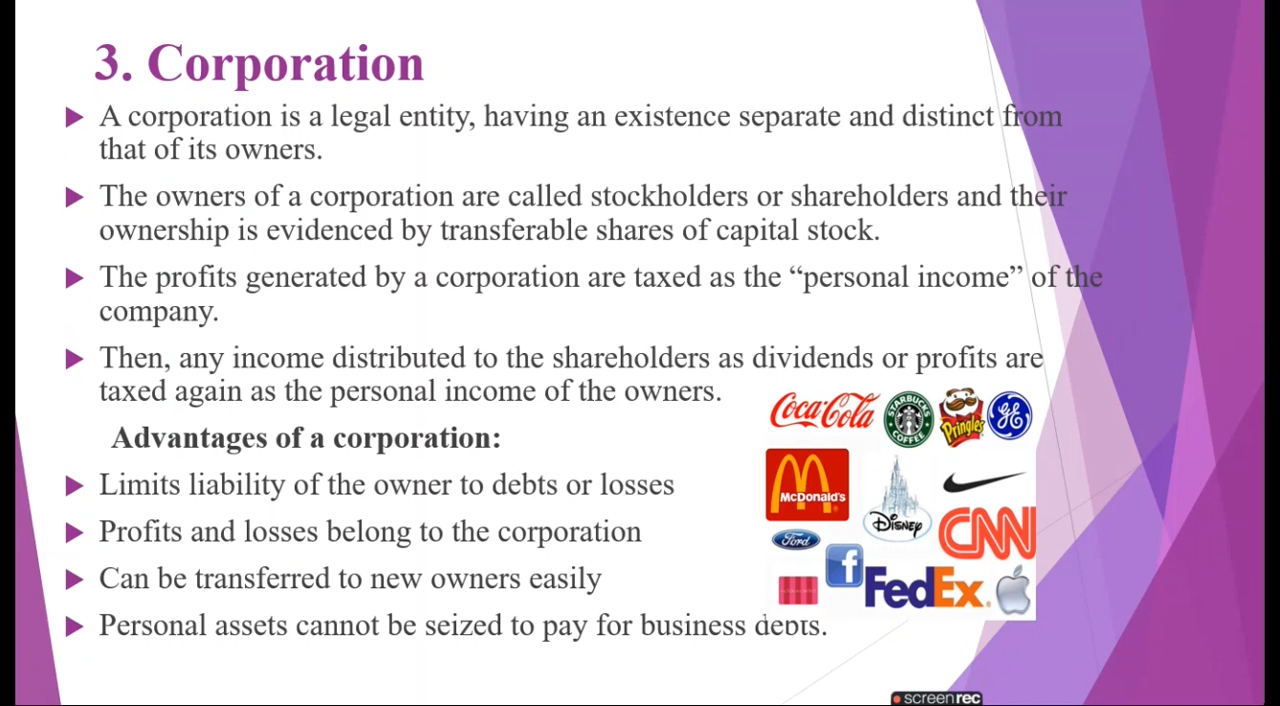 3. Corporation
A corporation is a legal entity, having an existence separate and distinct from
that of its owners.
The owners of a corporation are called stockholders or shareholders and their
ownership is evidenced by transferable shares of capital stock.
The profits generated by a corporation are taxed as the “personal income” of the
company.
Then, any income distributed to the shareholders as dividends or profits are
taxed again as the personal income of the owners.
Advantages of a corporation:
Limits liability of the owner to debts or losses
Profits and losses belong to the corporation
Can be transferred to new owners easily
Personal assets cannot be seized to pay for business debts.
Coca-Cola
STARBUCKS
COFFEE
Pringles
GE
McDonald's
DISNEY
CNN
Ford
f
FedEx.
screenrec